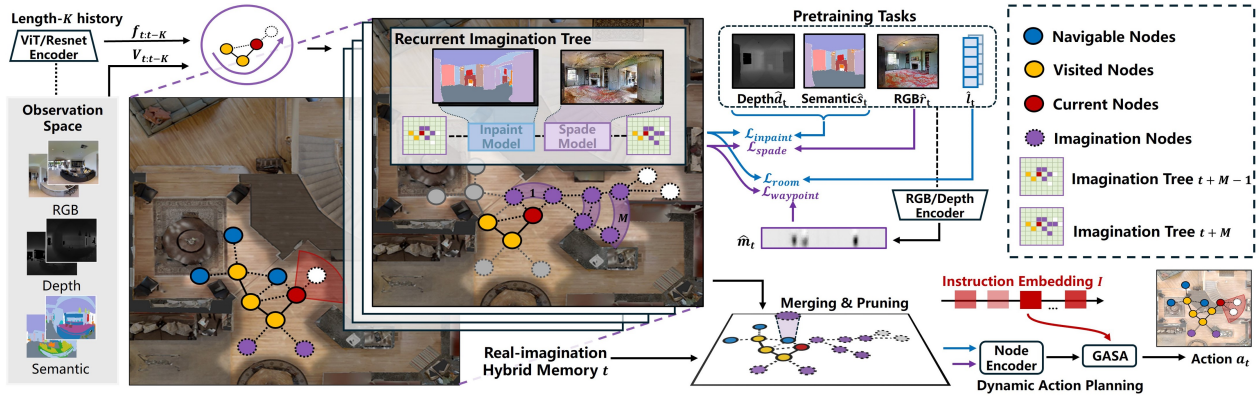 Length-K history
ViT/Resnet
Encoder
f_{t:t-K}
V_{t:t-K}
Observation
Space
RGB
Depth
Semantic
Recurrent Imagination Tree
Inpaint
Model
Spade
Model
1
M
Real-imagination
Hybrid Memory t
Pretraining Tasks
Depth d̂_t
Semantic ŝ_t
RGB r̂_t
l̂_t
ℒ_inpaint
ℒ_spade
ℒ_room
ℒ_waypoint
RGB/Depth
Encoder
m̂_t
Merging & Pruning
Instruction Embedding I
...
Node
Encoder
GASA
Action a_t
Dynamic Action Planning
Navigable Nodes
Visited Nodes
Current Nodes
Imagination Nodes
Imagination Tree t + M - 1
Imagination Tree t + M